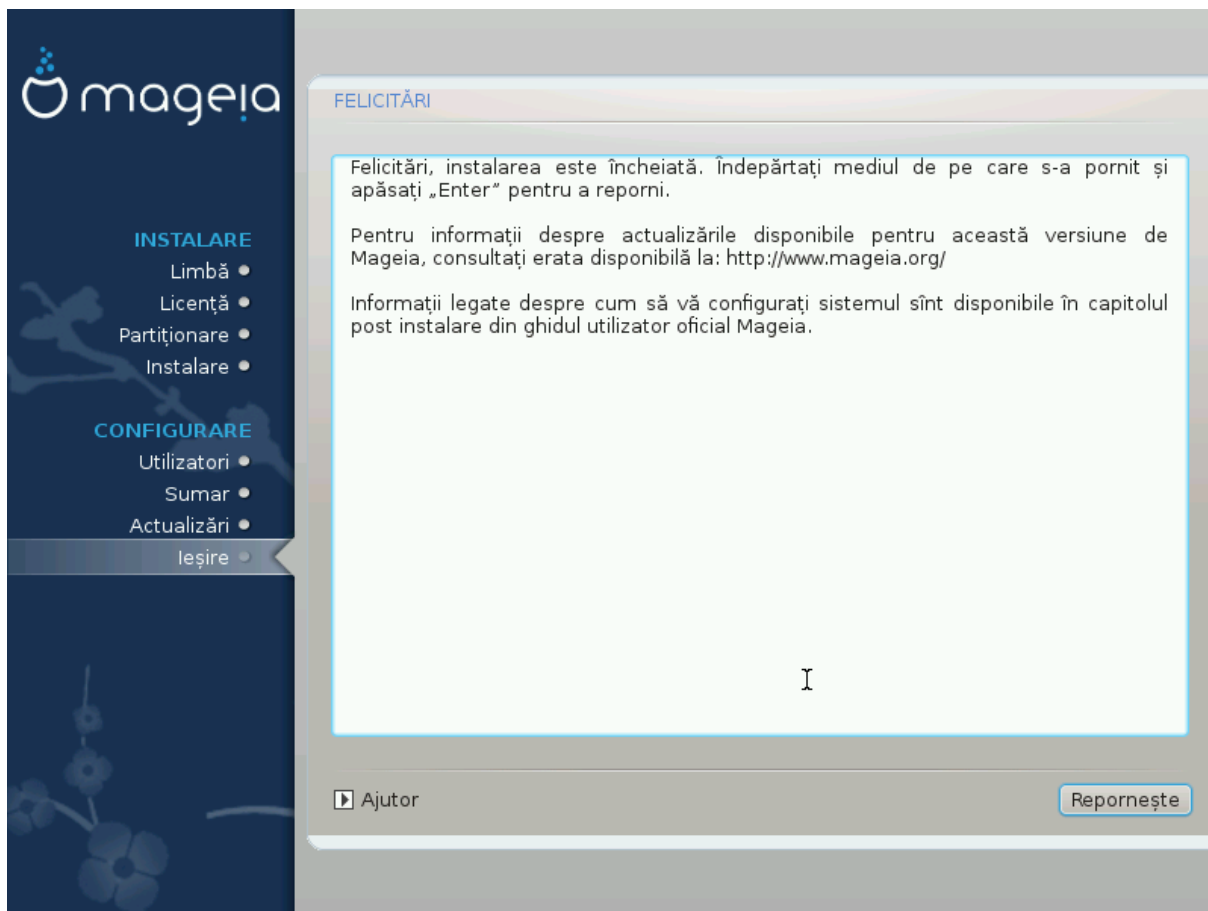 mageia
INSTALARE
Limbă
Licență
Partiționare
Instalare
CONFIGURARE
Utilizatori
Sumar
Actualizări
Ieșire
FELICITĂRI
Felicitări, instalarea este încheiată. Îndepărtați mediul de pe care s-a pornit și
apăsați „Enter” pentru a reporni.
Pentru informații despre actualizările disponibile pentru această versiune de
Mageia, consultați erata disponibilă la: http://www.mageia.org/
Informații legate despre cum să vă configurați sistemul sînt disponibile în capitolul
post instalare din ghidul utilizator oficial Mageia.
Ajutor
Repornește